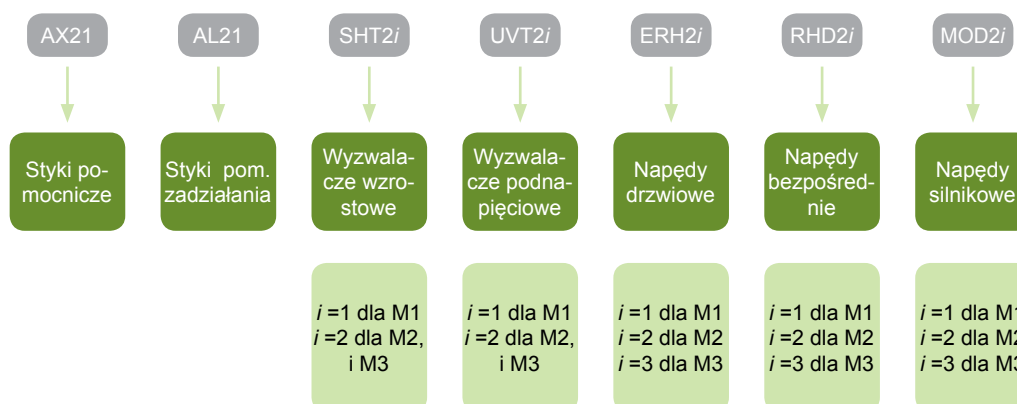 AX21
AL21
SHT2i
UVT2i
ERH2i
RHD2i
MOD2i
Styki po-
mocnicze
Styki pom.
zadziałania
Wyzwala-
cze wzro-
stowe
Wyzwala-
cze podna-
pięciowe
Napędy
drzwiowe
Napędy
bezpośred-
nie
Napędy
silnikowe
i =1 dla M1
i =2 dla M2,
i M3
i =1 dla M1
i =2 dla M2,
i M3
i =1 dla M1
i =2 dla M2
i =3 dla M3
i =1 dla M1
i =2 dla M2
i =3 dla M3
i =1 dla M1
i =2 dla M2
i =3 dla M3